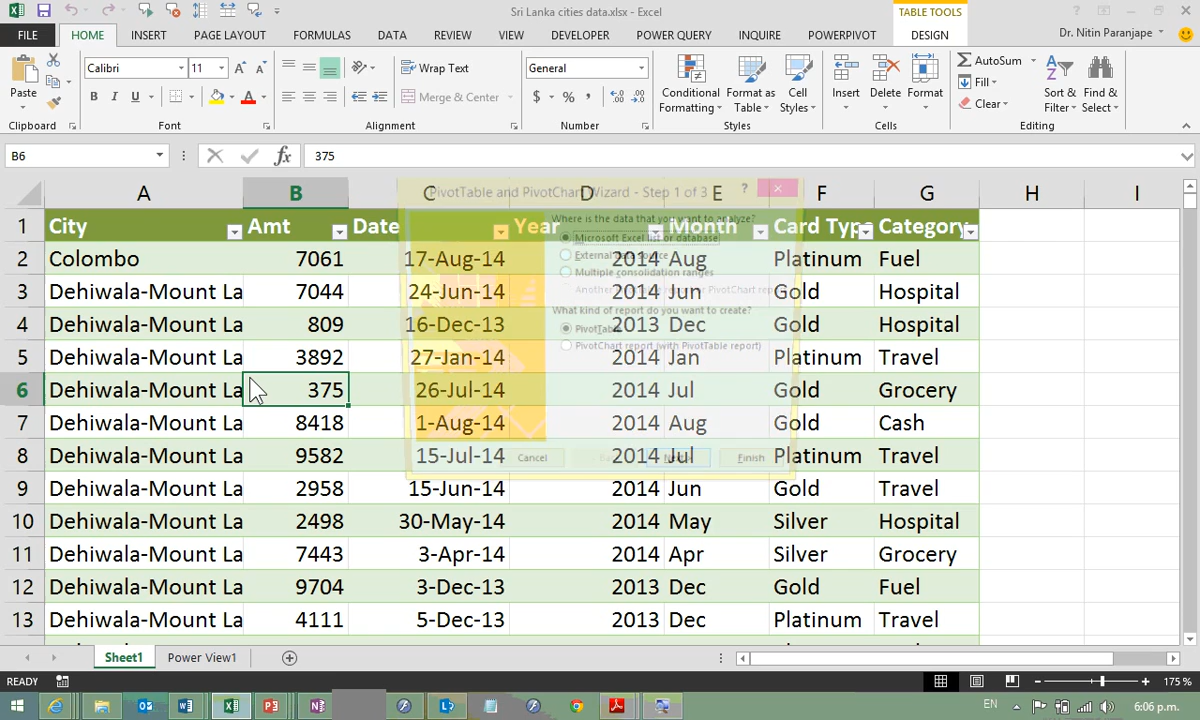 Sri Lanka cities data.xlsx - Excel
TABLE TOOLS
?
FILE HOME INSERT PAGE LAYOUT FORMULAS DATA REVIEW VIEW DEVELOPER POWER QUERY INQUIRE POWERPIVOT DESIGN Dr. Nitin Paranjape
Paste
Calibri 11 A A
B I U A
Wrap Text
Merge & Center
General
$ % ,
Conditional Formatting
Format as Table
Cell Styles
Insert Delete Format
AutoSum
Fill
Clear
Sort & Filter
Find & Select
Clipboard Font Alignment Number Styles Cells Editing
B6 fx 375
A B C D E F G H I
1 City Amt Date Year Month Card Typ Category
2 Colombo 7061 17-Aug-14 2014 Aug Platinum Fuel
3 Dehiwala-Mount La 7044 24-Jun-14 2014 Jun Gold Hospital
4 Dehiwala-Mount La 809 16-Dec-13 2013 Dec Gold Hospital
5 Dehiwala-Mount La 3892 27-Jan-14 2014 Jan Platinum Travel
6 Dehiwala-Mount La 375 26-Jul-14 2014 Jul Gold Grocery
7 Dehiwala-Mount La 8418 1-Aug-14 2014 Aug Gold Cash
8 Dehiwala-Mount La 9582 15-Jul-14 2014 Jul Platinum Travel
9 Dehiwala-Mount La 2958 15-Jun-14 2014 Jun Gold Travel
10 Dehiwala-Mount La 2498 30-May-14 2014 May Silver Hospital
11 Dehiwala-Mount La 7443 3-Apr-14 2014 Apr Silver Grocery
12 Dehiwala-Mount La 9704 3-Dec-13 2013 Dec Gold Fuel
13 Dehiwala-Mount La 4111 5-Dec-13 2013 Dec Platinum Travel
PivotTable and PivotChart Wizard - Step 1 of 3 ?
Where is the data that you want to analyze?
Microsoft Excel list or database
External data source
Multiple consolidation ranges
What kind of report do you want to create?
PivotTable
PivotChart report (with PivotTable report)
Cancel Finish
Sheet1 Power View1
READY 175 %
EN 6:06 p.m.